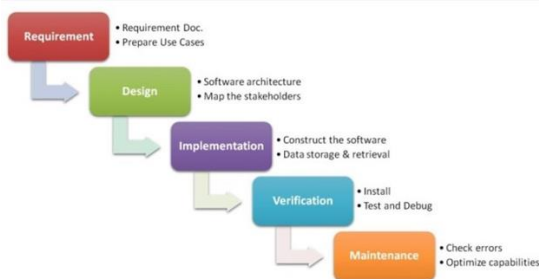 Requirement
• Requirement Doc.
• Prepare Use Cases
Design
• Software architecture
• Map the stakeholders
Implementation
• Construct the software
• Data storage & retrieval
Verification
• Install
• Test and Debug
Maintenance
• Check errors
• Optimize capabilities